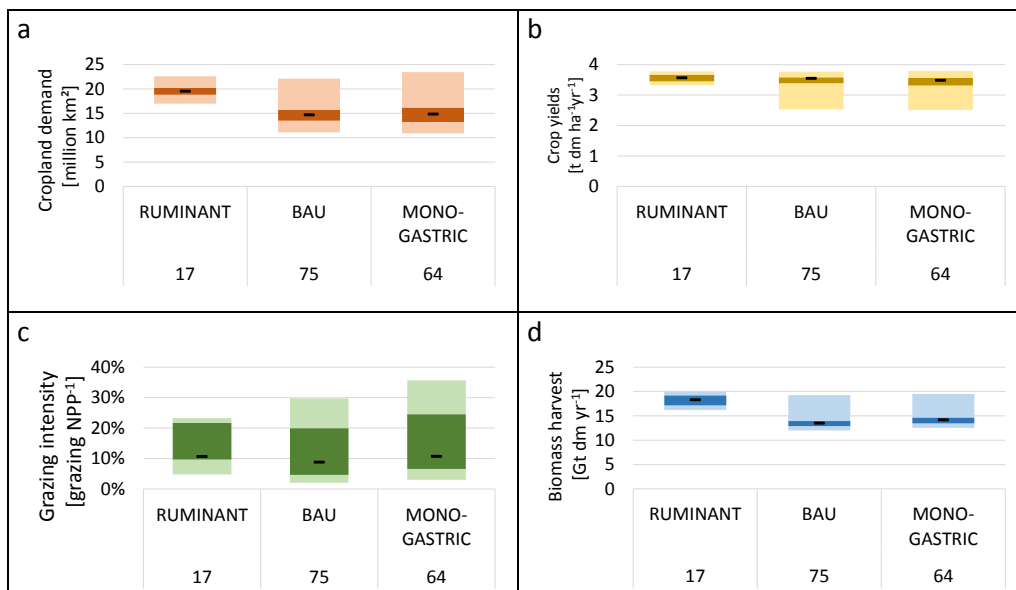 a
Cropland demand
[million km²]
25
20
15
10
5
0
RUMINANT
BAU
MONO-
GASTRIC
17
75
64
b
Crop yields
[t dm ha⁻¹yr⁻¹]
4
3
2
1
0
RUMINANT
BAU
MONO-
GASTRIC
17
75
64
c
Grazing intensity
[grazing NPP⁻¹]
40%
30%
20%
10%
0%
RUMINANT
BAU
MONO-
GASTRIC
17
75
64
d
Biomass harvest
[Gt dm yr⁻¹]
25
20
15
10
5
0
RUMINANT
BAU
MONO-
GASTRIC
17
75
64